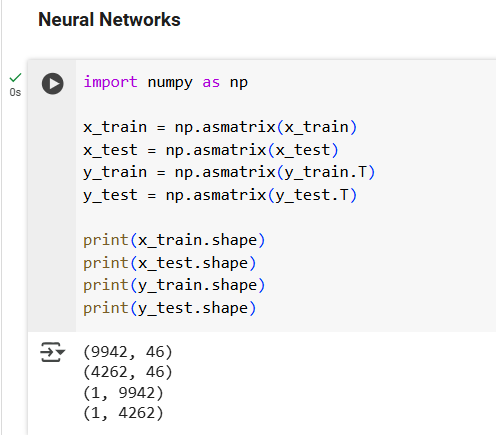 Neural Networks
0s
import numpy as np
x_train = np.asmatrix(x_train)
x_test = np.asmatrix(x_test)
y_train = np.asmatrix(y_train.T)
y_test = np.asmatrix(y_test.T)
print(x_train.shape)
print(x_test.shape)
print(y_train.shape)
print(y_test.shape)
(9942, 46)
(4262, 46)
(1, 9942)
(1, 4262)